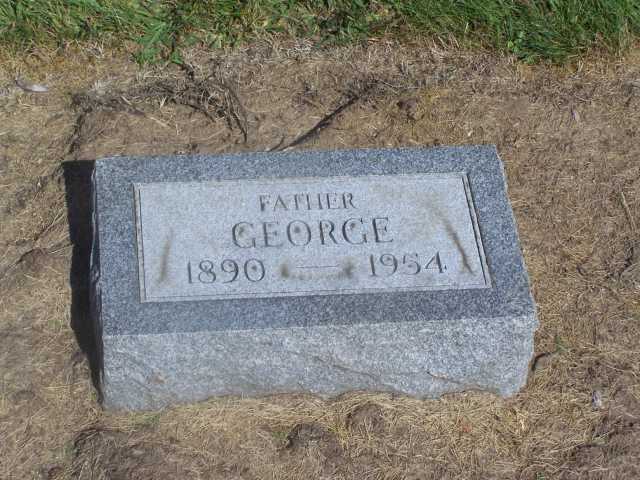 FATHER
GEORGE
1890 — 1954